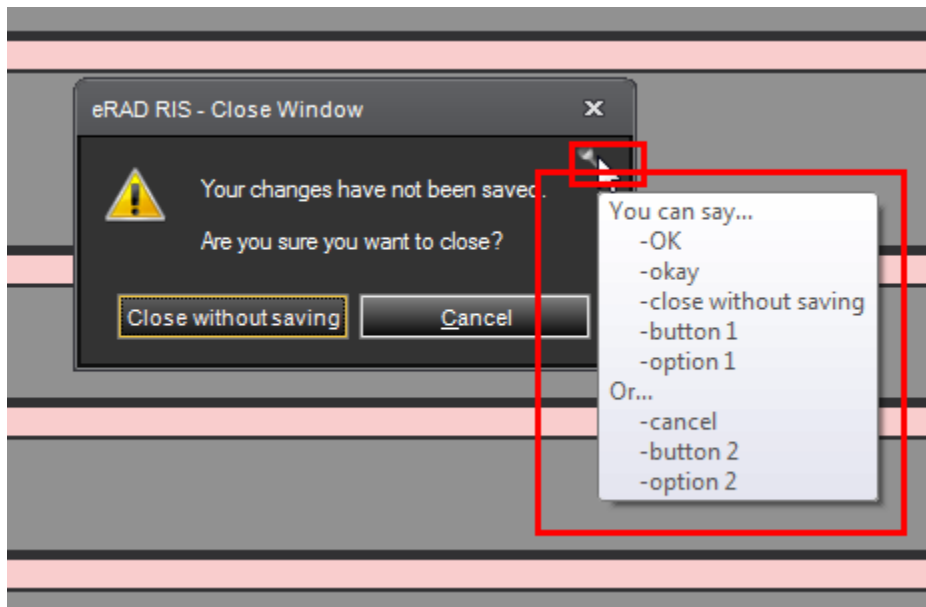 eRAD RIS - Close Window
Your changes have not been saved.
Are you sure you want to close?
Close without saving
Cancel
You can say...
-OK
-okay
-close without saving
-button 1
-option 1
Or...
-cancel
-button 2
-option 2